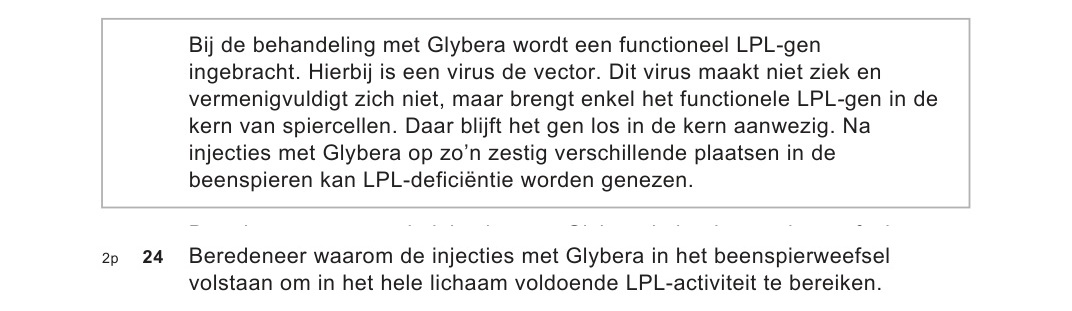 Bij de behandeling met Glybera wordt een functioneel LPL-gen
ingebracht. Hierbij is een virus de vector. Dit virus maakt niet ziek en
vermenigvuldigt zich niet, maar brengt enkel het functionele LPL-gen in de
kern van spiercellen. Daar blijft het gen los in de kern aanwezig. Na
injecties met Glybera op zo’n zestig verschillende plaatsen in de
beenspieren kan LPL-deficiëntie worden genezen.
2p 24 Beredeneer waarom de injecties met Glybera in het beenspierweefsel
volstaan om in het hele lichaam voldoende LPL-activiteit te bereiken.